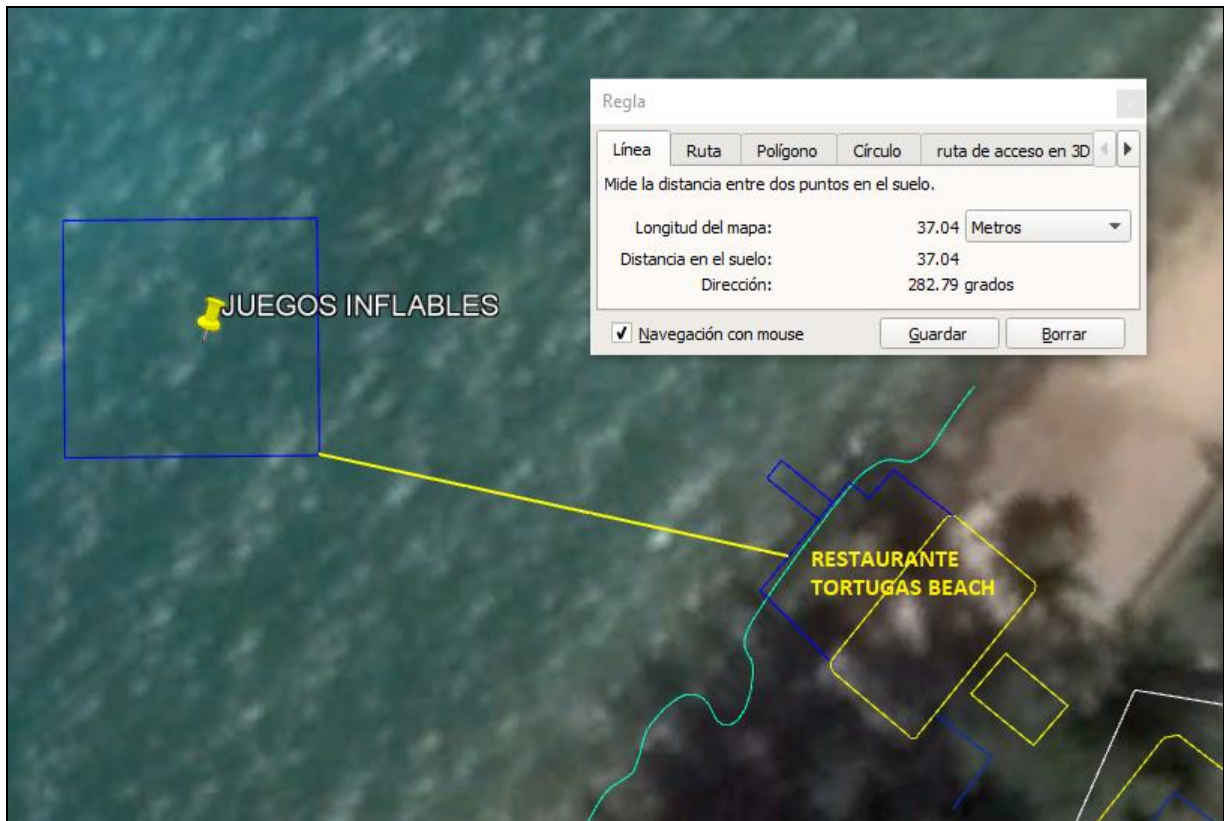 Regla
Línea Ruta Polígono Círculo ruta de acceso en 3D
Mide la distancia entre dos puntos en el suelo.
Longitud del mapa: 37.04 Metros
Distancia en el suelo: 37.04
Dirección: 282.79 grados
Navegación con mouse Guardar Borrar
JUEGOS INFLABLES
RESTAURANTE
TORTUGAS BEACH